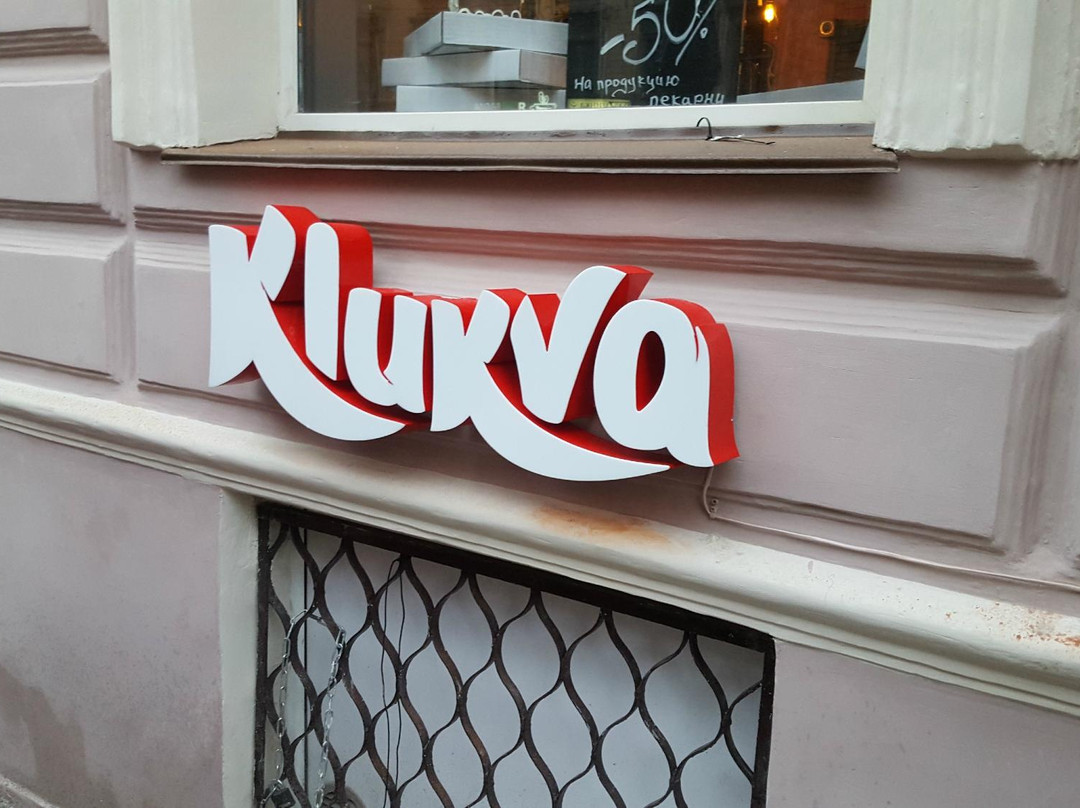 -50%
На продукцию
пекарни
Klukva